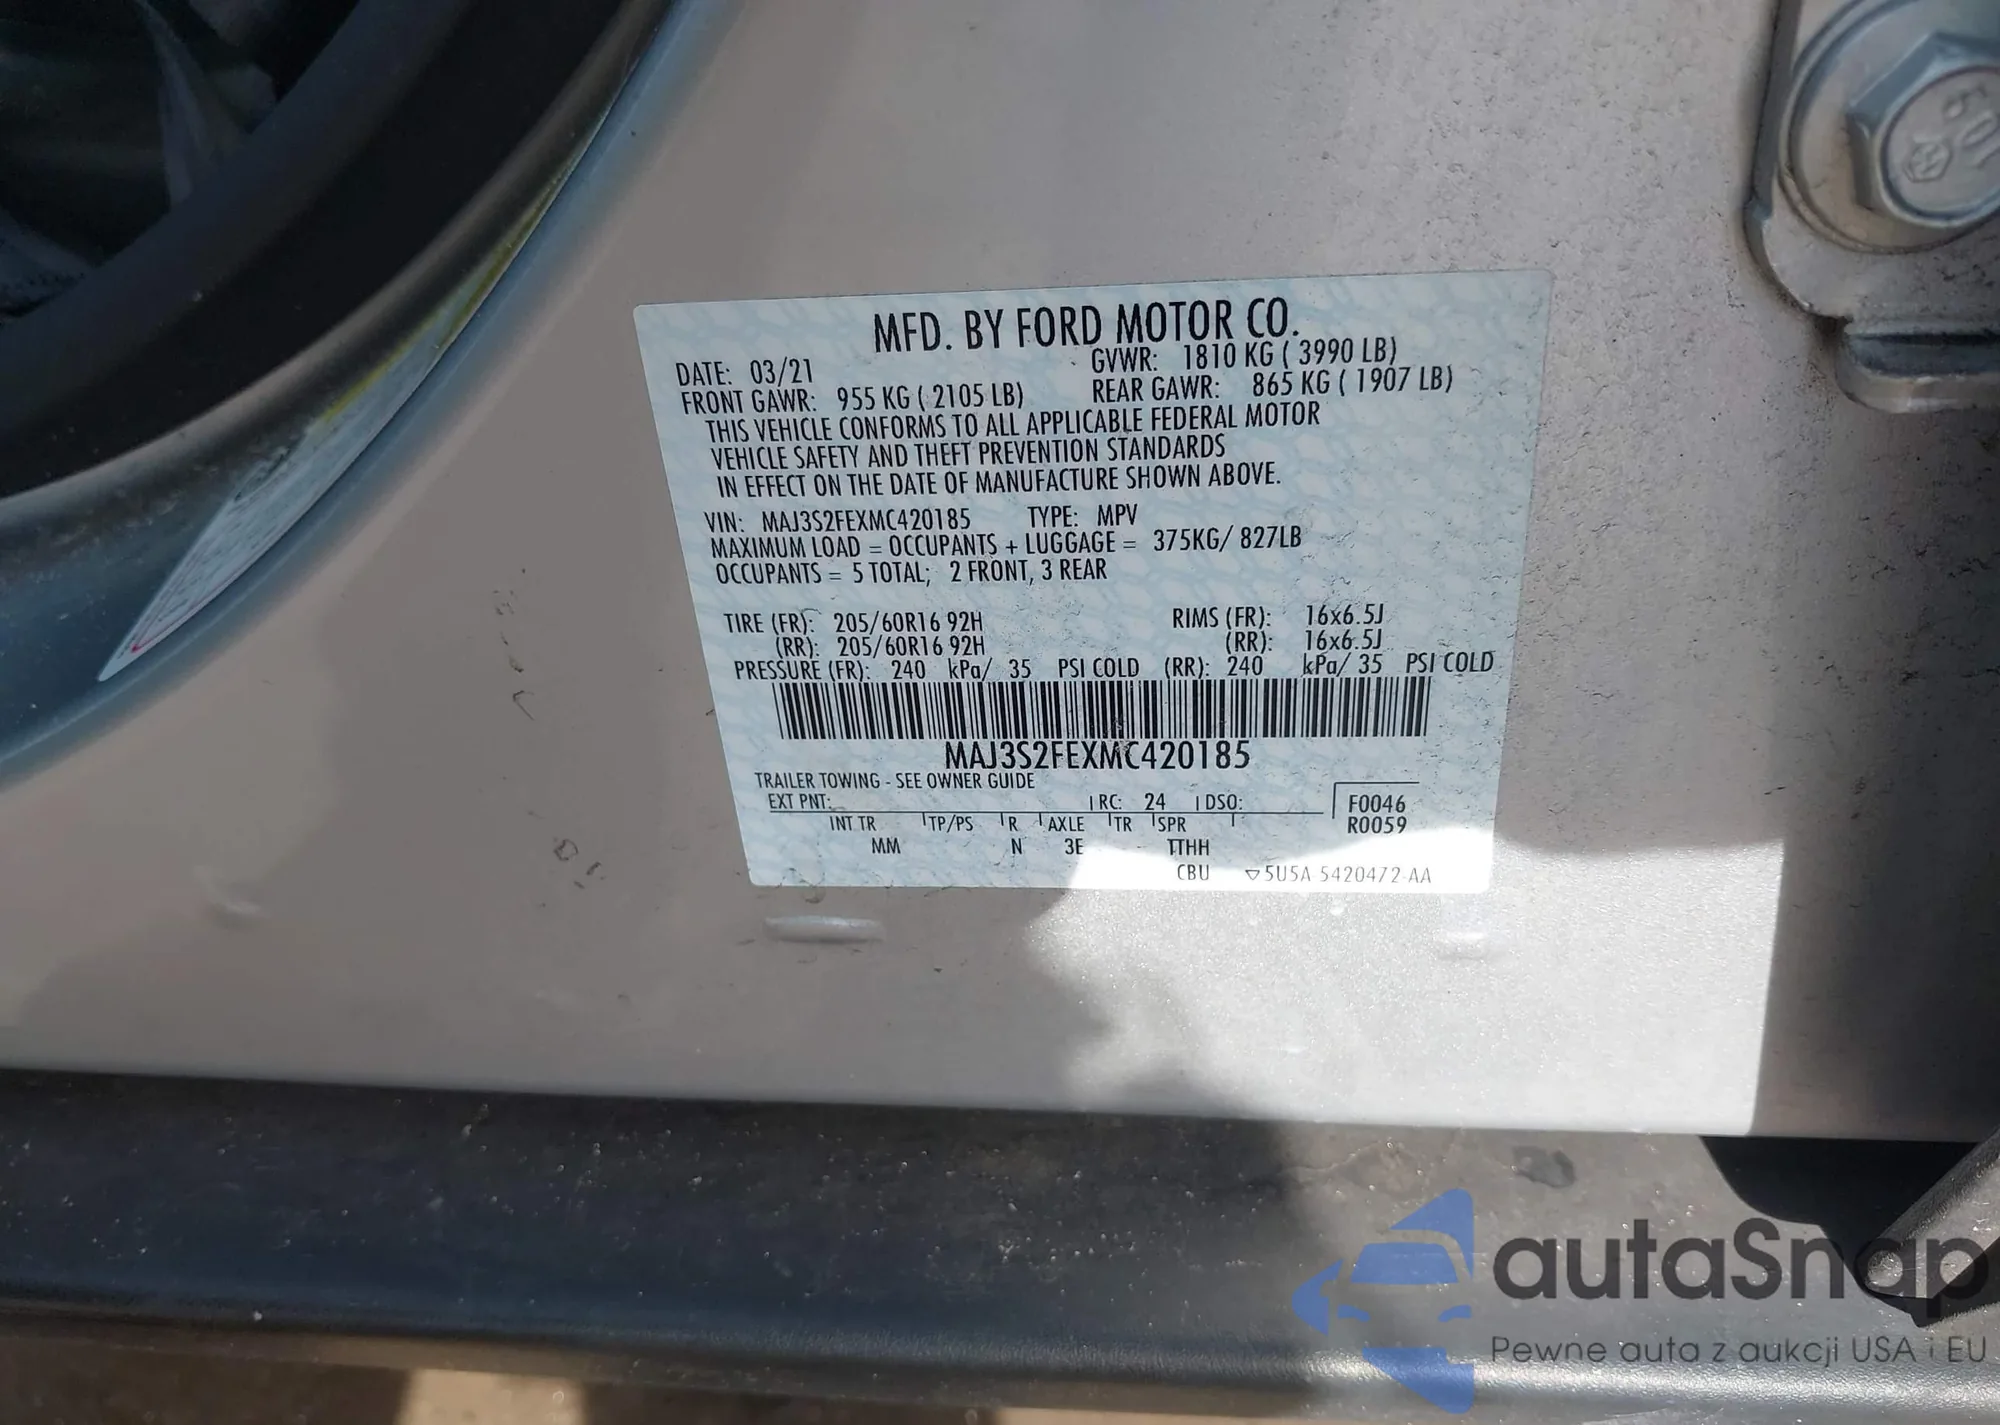 MFD. BY FORD MOTOR CO.
DATE: 03/21 GVWR: 1810 KG ( 3990 LB)
FRONT GAWR: 955 KG ( 2105 LB) REAR GAWR: 865 KG ( 1907 LB)
THIS VEHICLE CONFORMS TO ALL APPLICABLE FEDERAL MOTOR
VEHICLE SAFETY AND THEFT PREVENTION STANDARDS
IN EFFECT ON THE DATE OF MANUFACTURE SHOWN ABOVE.
VIN: MAJ3S2FEXMC420185 TYPE: MPV
MAXIMUM LOAD = OCCUPANTS + LUGGAGE = 375KG/ 827LB
OCCUPANTS = 5 TOTAL; 2 FRONT, 3 REAR
TIRE (FR): 205/60R16 92H RIMS (FR): 16x6.5J
(RR): 205/60R16 92H (RR): 16x6.5J
PRESSURE (FR): 240 kPa/ 35 PSI COLD (RR): 240 kPa/ 35 PSI COLD
MAJ3S2FEXMC420185
TRAILER TOWING - SEE OWNER GUIDE
EXT PNT: RC: 24 DSO: F0046
INT TR TP/PS R AXLE TR SPR R0059
MM N 3E TTHH
CBU 5U5A 5420472-AA
autaSnap
Pewne auta z aukcji USA i EU